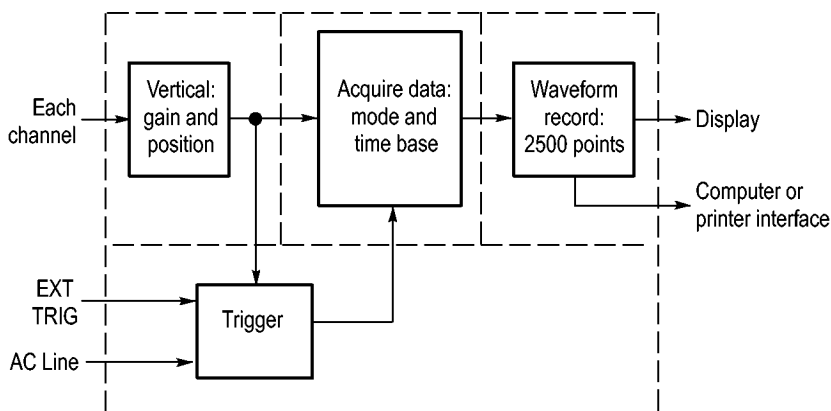 Each
channel
Vertical:
gain and
position
Acquire data:
mode and
time base
Waveform
record:
2500 points
Display
Computer or
printer interface
EXT
TRIG
AC Line
Trigger